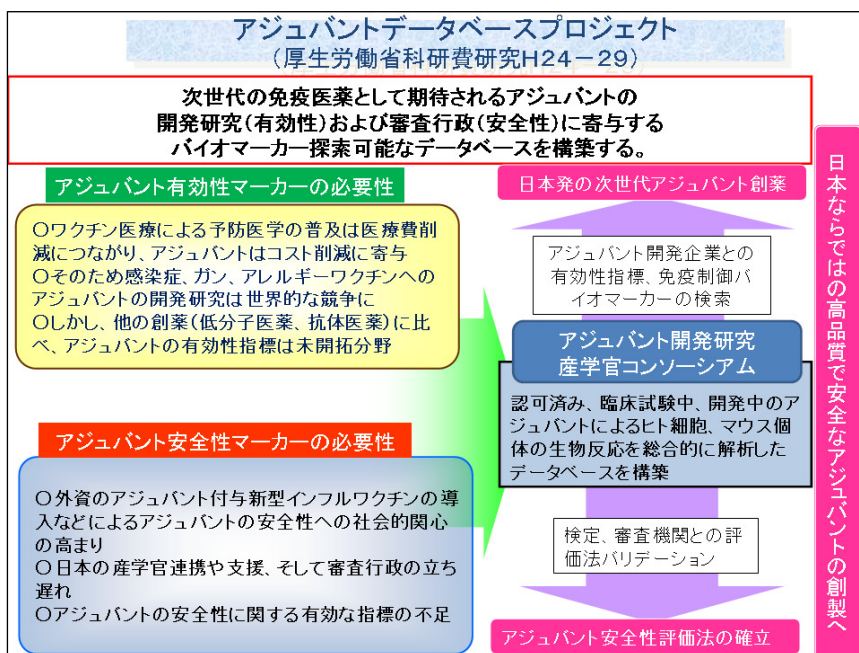 アジュバントデータベースプロジェクト
(厚生労働省科研費研究H24-29)
次世代の免疫医薬として期待されるアジュバントの
開発研究(有効性)および審査行政(安全性)に寄与する
バイオマーカー探索可能なデータベースを構築する。
アジュバント有効性マーカーの必要性
〇ワクチン医療による予防医学の普及は医療費削
減につながり、アジュバントはコスト削減に寄与
〇そのため感染症、ガン、アレルギーワクチンへの
アジュバントの開発研究は世界的な競争に
〇しかし、他の創薬(低分子医薬、抗体医薬)に比
べ、アジュバントの有効性指標は未開拓分野
アジュバント安全性マーカーの必要性
〇外資のアジュバント付与新型インフルワクチンの導
入などによるアジュバントの安全性への社会的関心
の高まり
〇日本の産学官連携や支援、そして審査行政の立ち
遅れ
〇アジュバントの安全性に関する有効な指標の不足
日本発の次世代アジュバント創薬
アジュバント開発企業との
有効性指標、免疫制御バ
イオマーカーの検索
アジュバント開発研究
産学官コンソーシアム
認可済み、臨床試験中、開発中のア
ジュバントによるヒト細胞、マウス個
体の生物反応を総合的に解析した
データベースを構築
検定、審査機関との評
価法バリデーション
アジュバント安全性評価法の確立
日本ならではの高品質で安全なアジュバントの創製へ